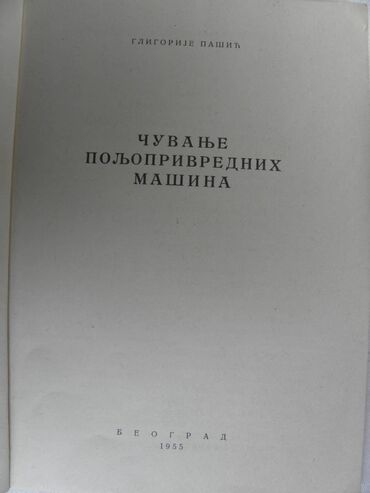 ГЛИГОРИЈЕ ПАШИЋ
ЧУВАЊЕ
ПОЉОПРИВРЕДНИХ
МАШИНА
БЕОГРАД
1955